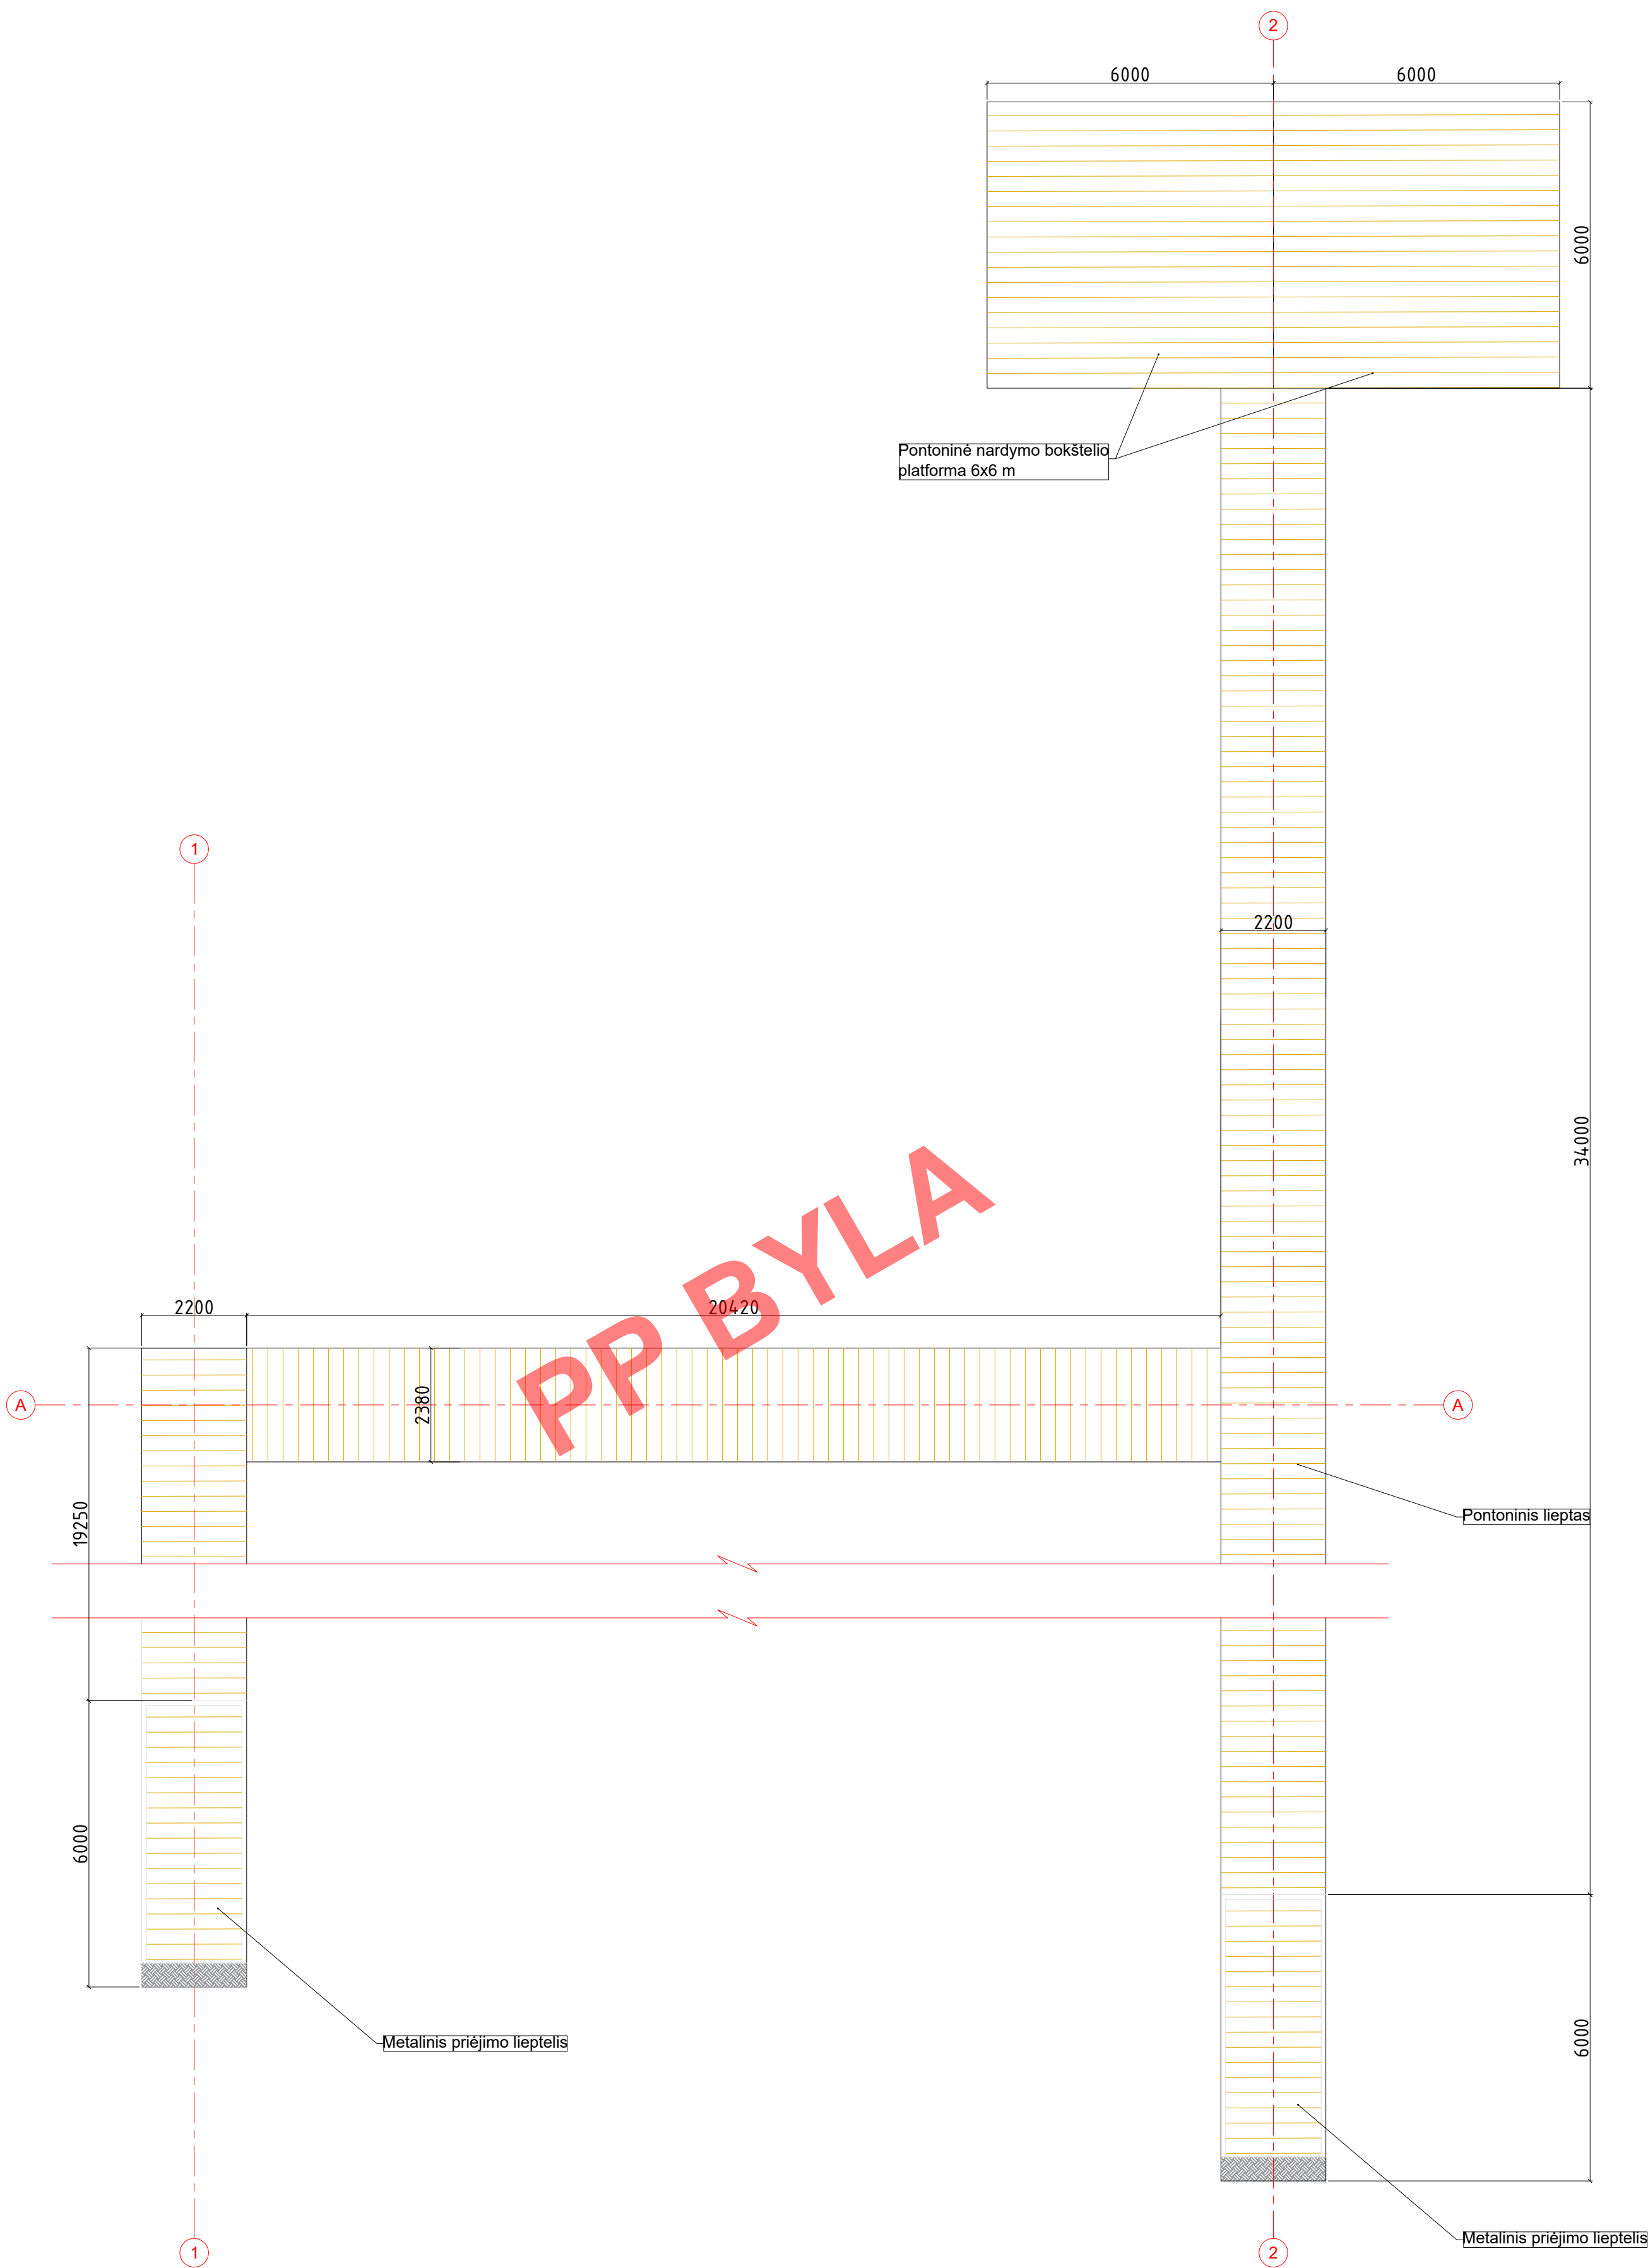 2
6000 6000
6000
Pontoninė nardymo bokštelio
platforma 6x6 m
1
2200
34000
2200 20420
A 2380 A
PP BYLA
19250
Pontoninis lieptas
6000
Metalinis priėjimo lieptelis
6000
Metalinis priėjimo lieptelis
1 2